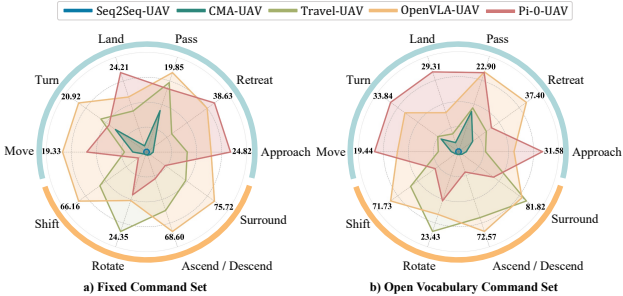 Seq2Seq-UAV CMA-UAV Travel-UAV OpenVLA-UAV Pi-0-UAV
Land Pass
24.21 19.85
Turn Retreat
20.92 38.63
Move 19.33 24.82 Approach
66.16 75.72
Shift Surround
24.35 68.60
Rotate Ascend / Descend
a) Fixed Command Set
Land Pass
29.31 22.90
Turn Retreat
33.84 37.40
Move 19.44 31.58 Approach
71.73 81.82
Shift Surround
23.43 72.57
Rotate Ascend / Descend
b) Open Vocabulary Command Set